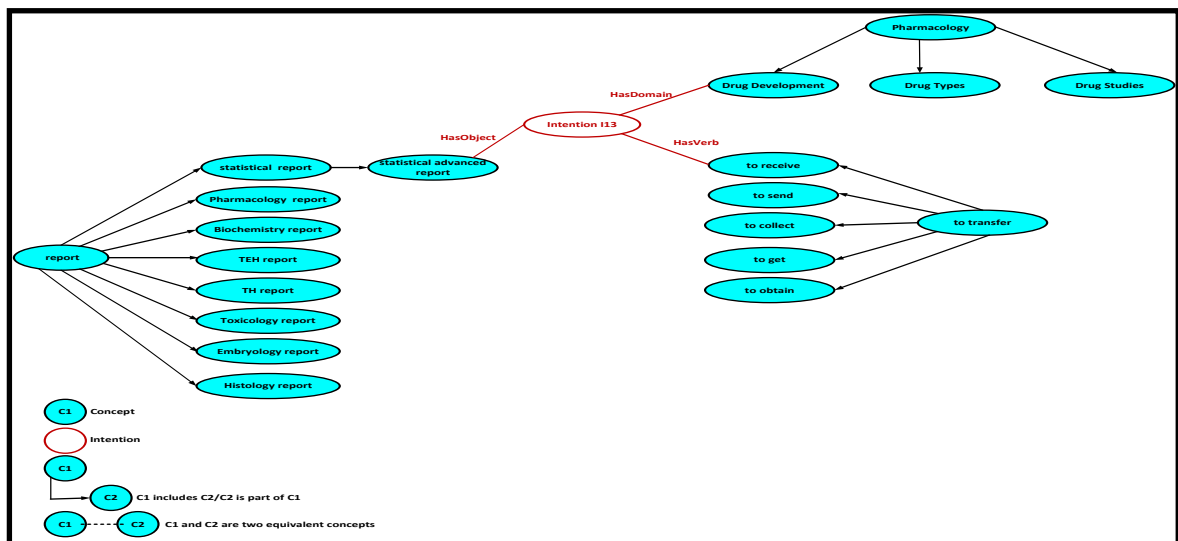 Pharmacology
Drug Development
Drug Types
Drug Studies
HasDomain
Intention I13
HasObject
HasVerb
statistical report
statistical advanced
report
to receive
Pharmacology report
to send
Biochemistry report
to collect
to transfer
report
TEH report
to get
TH report
to obtain
Toxicology report
Embryology report
Histology report
C1 Concept
Intention
C1
C2 C1 includes C2/C2 is part of C1
C1 C2 C1 and C2 are two equivalent concepts